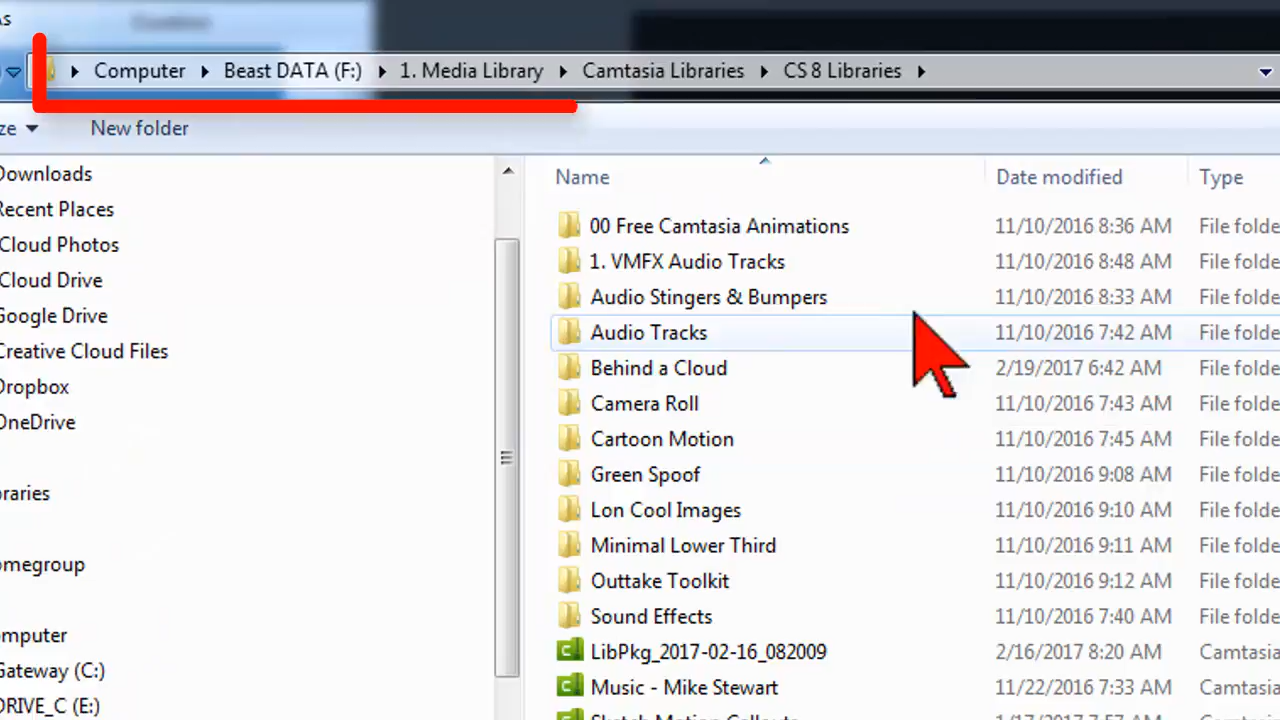 As
Computer Beast DATA (F:) 1. Media Library Camtasia Libraries CS 8 Libraries
ze New folder
Name Date modified Type
Downloads
Recent Places
Cloud Photos
Cloud Drive
Google Drive
Creative Cloud Files
Dropbox
OneDrive
braries
omegroup
omputer
Gateway (C:)
DRIVE_C (E:)
00 Free Camtasia Animations 11/10/2016 8:36 AM File folde
1. VMFX Audio Tracks 11/10/2016 8:48 AM File folde
Audio Stingers & Bumpers 11/10/2016 8:33 AM File folde
Audio Tracks 11/10/2016 7:42 AM File folde
Behind a Cloud 2/19/2017 6:42 AM File folde
Camera Roll 11/10/2016 7:43 AM File folde
Cartoon Motion 11/10/2016 7:45 AM File folde
Green Spoof 11/10/2016 9:08 AM File folde
Lon Cool Images 11/10/2016 9:10 AM File folde
Minimal Lower Third 11/10/2016 9:11 AM File folde
Outtake Toolkit 11/10/2016 9:12 AM File folde
Sound Effects 11/10/2016 7:40 AM File folde
LibPkg_2017-02-16_082009 2/16/2017 8:20 AM Camtasia
Music - Mike Stewart 11/22/2016 7:33 AM Camtasia